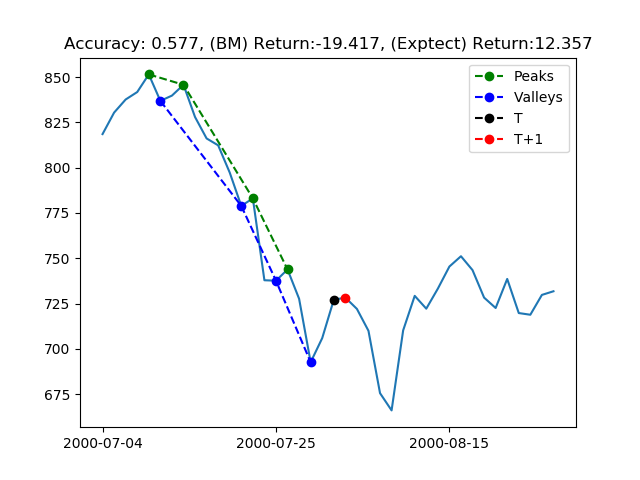 Accuracy: 0.577, (BM) Return:-19.417, (Exptect) Return:12.357
850
825
800
775
750
725
700
675
2000-07-04
2000-07-25
2000-08-15
Peaks
Valleys
T
T+1